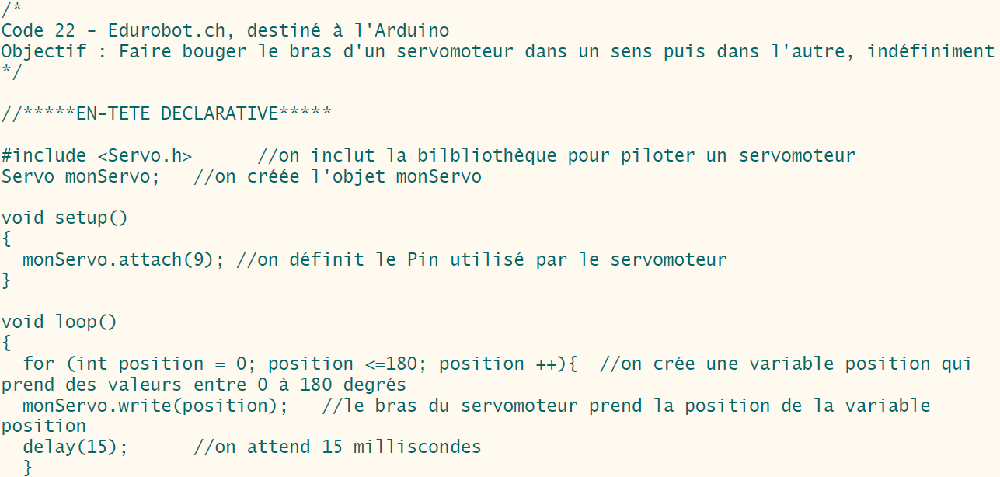 /*
Code 22 - Edurobot.ch, destiné à l'Arduino
Objectif : Faire bouger le bras d'un servomoteur dans un sens puis dans l'autre, indéfiniment
*/
//*****EN-TETE DECLARATIVE*****
#include <Servo.h>      //on inclut la bilbliothèque pour piloter un servomoteur
Servo monServo;   //on créée l'objet monServo
void setup()
{
  monServo.attach(9); //on définit le Pin utilisé par le servomoteur
}
void loop()
{
  for (int position = 0; position <=180; position ++){  //on crée une variable position qui
prend des valeurs entre 0 à 180 degrés
  monServo.write(position);   //le bras du servomoteur prend la position de la variable
position
  delay(15);      //on attend 15 milliscondes
  }